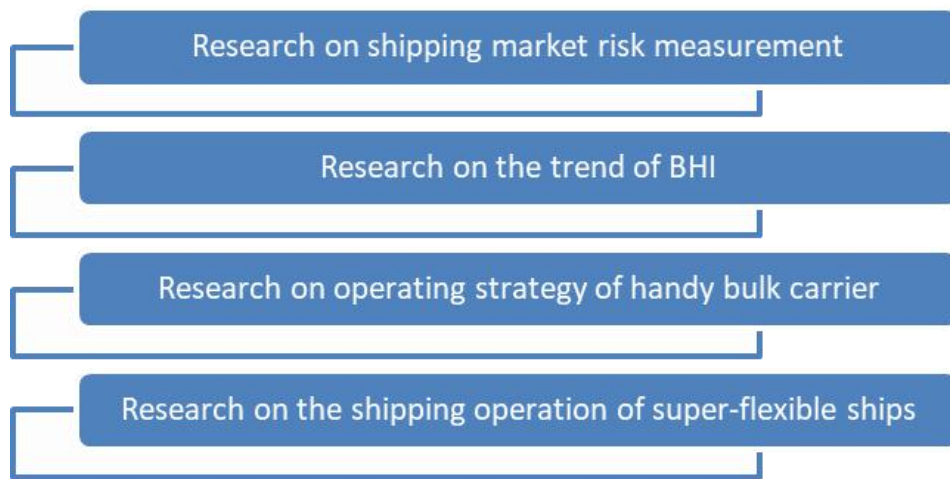 Research on shipping market risk measurement
Research on the trend of BHI
Research on operating strategy of handy bulk carrier
Research on the shipping operation of super-flexible ships